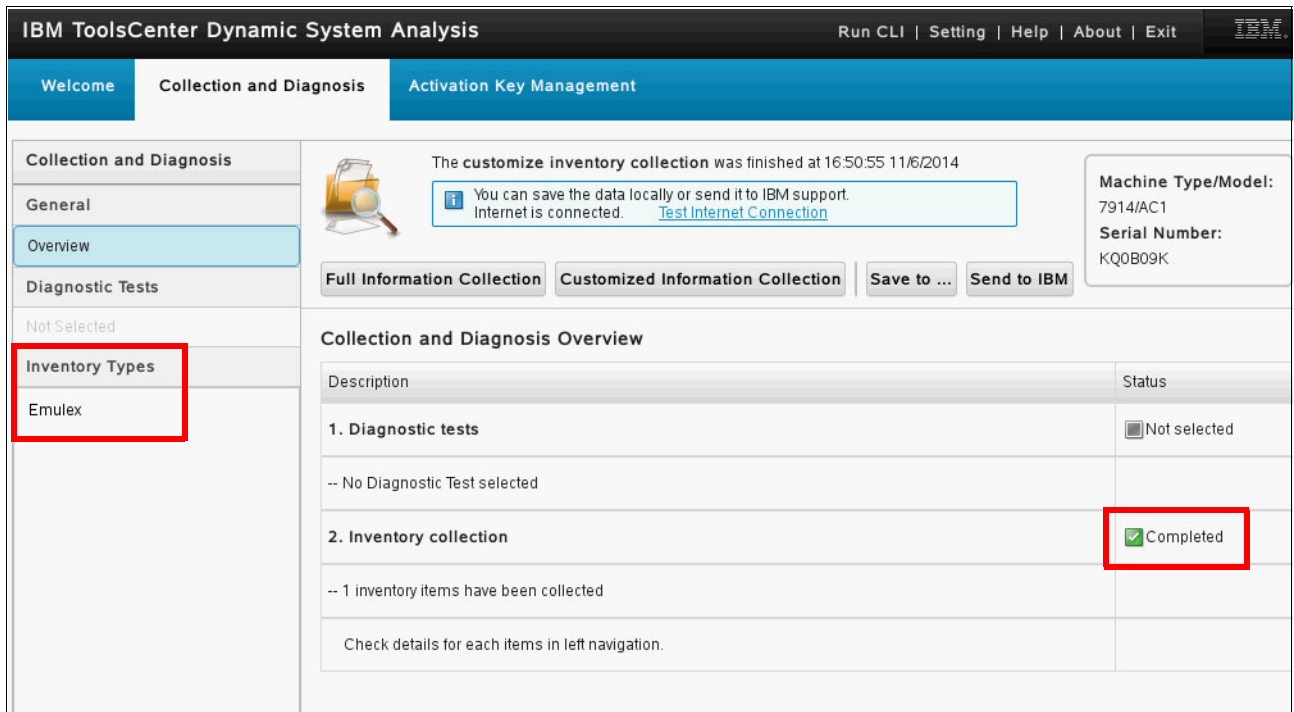 IBM ToolsCenter Dynamic System Analysis
Run CLI | Setting | Help | About | Exit
IBM.
Welcome
Collection and Diagnosis
Activation Key Management
Collection and Diagnosis
General
Overview
Diagnostic Tests
Not Selected
Inventory Types
Emulex
The customize inventory collection was finished at 16:50:55 11/6/2014
i
You can save the data locally or send it to IBM support.
Internet is connected. Test Internet Connection
Machine Type/Model:
7914/AC1
Serial Number:
KQ0B09K
Full Information Collection
Customized Information Collection
Save to ...
Send to IBM
Collection and Diagnosis Overview
Description
Status
1. Diagnostic tests
Not selected
-- No Diagnostic Test selected
2. Inventory collection
Completed
-- 1 inventory items have been collected
Check details for each items in left navigation.